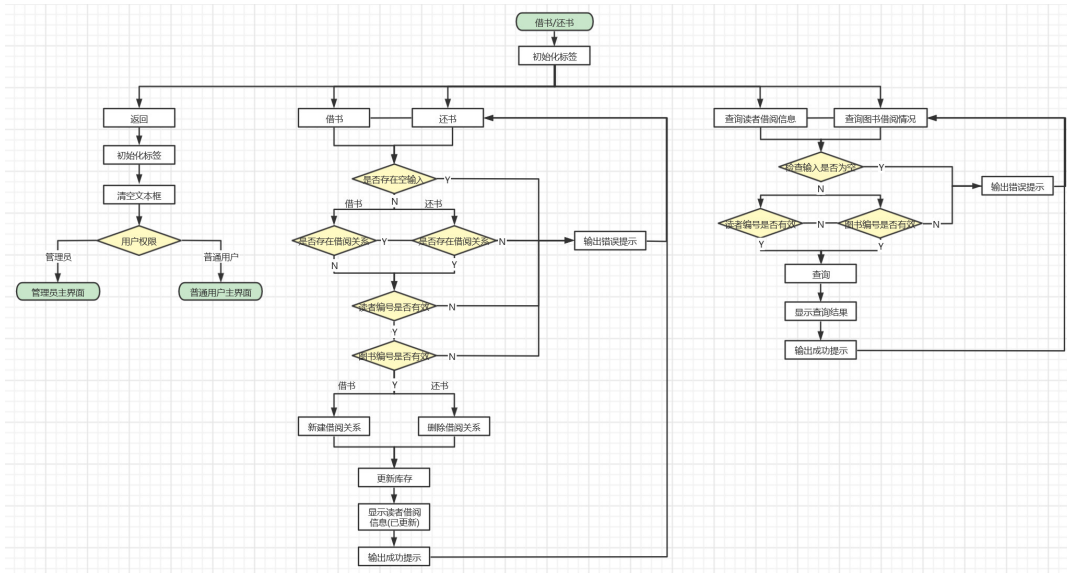 借书/还书
初始化标签
返回
初始化标签
清空文本框
用户权限
管理员
普通用户
管理员主界面
普通用户主界面
借书
还书
是否存在空输入
Y
N
借书
还书
是否存在借阅关系
Y
是否存在借阅关系
N
输出错误提示
N
Y
读者编号是否有效
N
Y
图书编号是否有效
N
Y
借书
还书
新建借阅关系
删除借阅关系
更新库存
显示读者借阅
信息(已更新)
输出成功提示
查询读者借阅信息
查询图书借阅情况
检查输入是否为空
Y
输出错误提示
N
读者编号是否有效
N
图书编号是否有效
N
Y
Y
查询
显示查询结果
输出成功提示